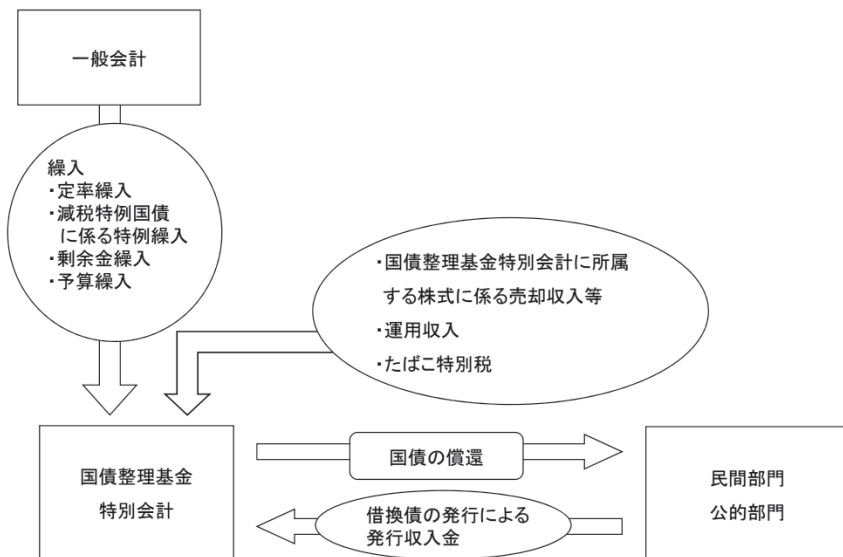 一般会計
繰入
・定率繰入
・減税特例国債
に係る特例繰入
・剰余金繰入
・予算繰入
・国債整理基金特別会計に所属
する株式に係る売却収入等
・運用収入
・たばこ特別税
国債整理基金
特別会計
国債の償還
借換債の発行による
発行収入金
民間部門
公的部門